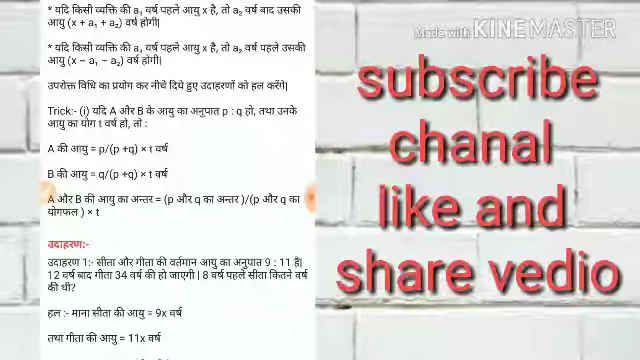 * यदि किसी व्यक्ति की a₁ वर्ष पहले आयु x है, तो a₂ वर्ष बाद उसकी
आयु (x + a₁ + a₂) वर्ष होगी|
* यदि किसी व्यक्ति की a₁ वर्ष पहले आयु x है, तो a₂ वर्ष पहले उसकी
आयु (x − a₁ − a₂) वर्ष होगी|
उपरोक्त विधि का प्रयोग कर नीचे दिये हुए उदाहरणों को हल करेंगे|
Trick:- (i) यदि A और B के आयु का अनुपात p : q हो, तथा उनके
आयु का योग t वर्ष हो, तो :
A की आयु = p/(p +q) × t वर्ष
B की आयु = q/(p +q) × t वर्ष
A और B की आयु का अन्तर = (p और q का अन्तर )/(p और q का
योगफल ) × t
उदाहरण:-
उदाहरण 1:- सीता और गीता की वर्तमान आयु का अनुपात 9 : 11 है|
12 वर्ष बाद गीता 34 वर्ष की हो जाएगी | 8 वर्ष पहले सीता कितने वर्ष
की थी?
हल :- माना सीता की आयु = 9x वर्ष
तथा गीता की आयु = 11x वर्ष
Made with KINEMASTER
subscribe
chanal
like and
share vedio